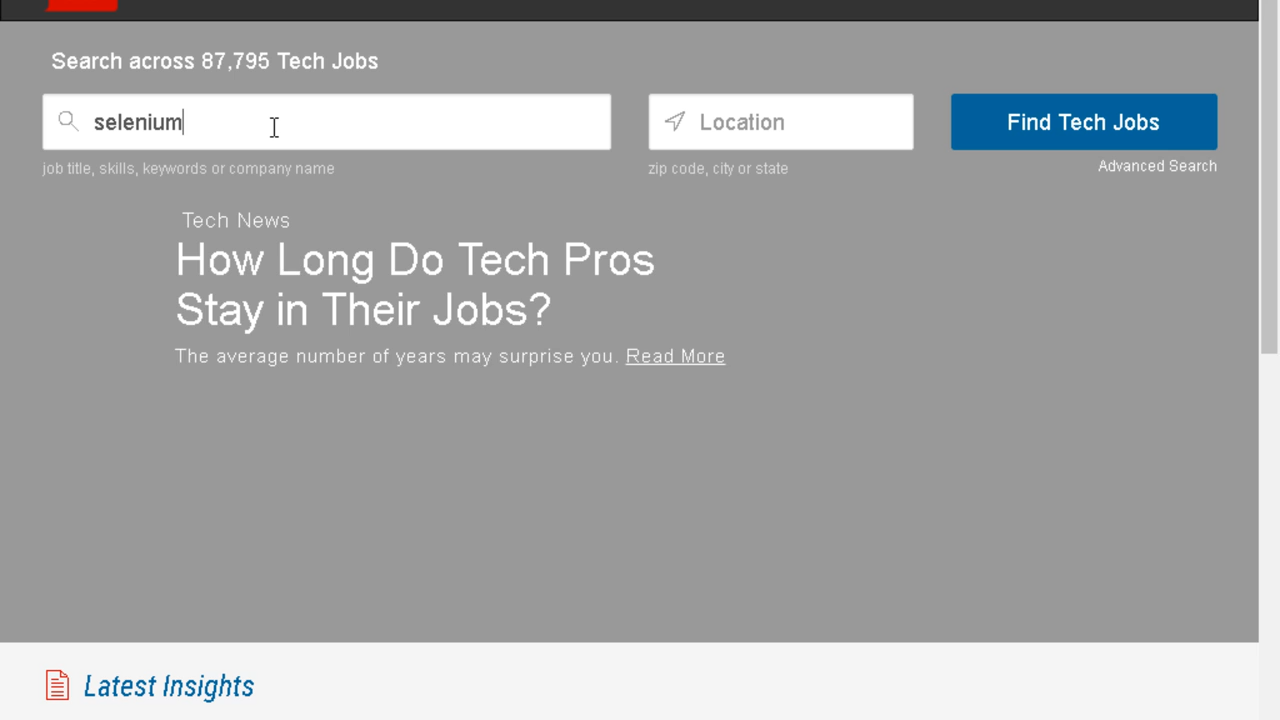 Search across 87,795 Tech Jobs
selenium
Location
Find Tech Jobs
job title, skills, keywords or company name
zip code, city or state
Advanced Search
Tech News
How Long Do Tech Pros
Stay in Their Jobs?
The average number of years may surprise you. Read More
Latest Insights